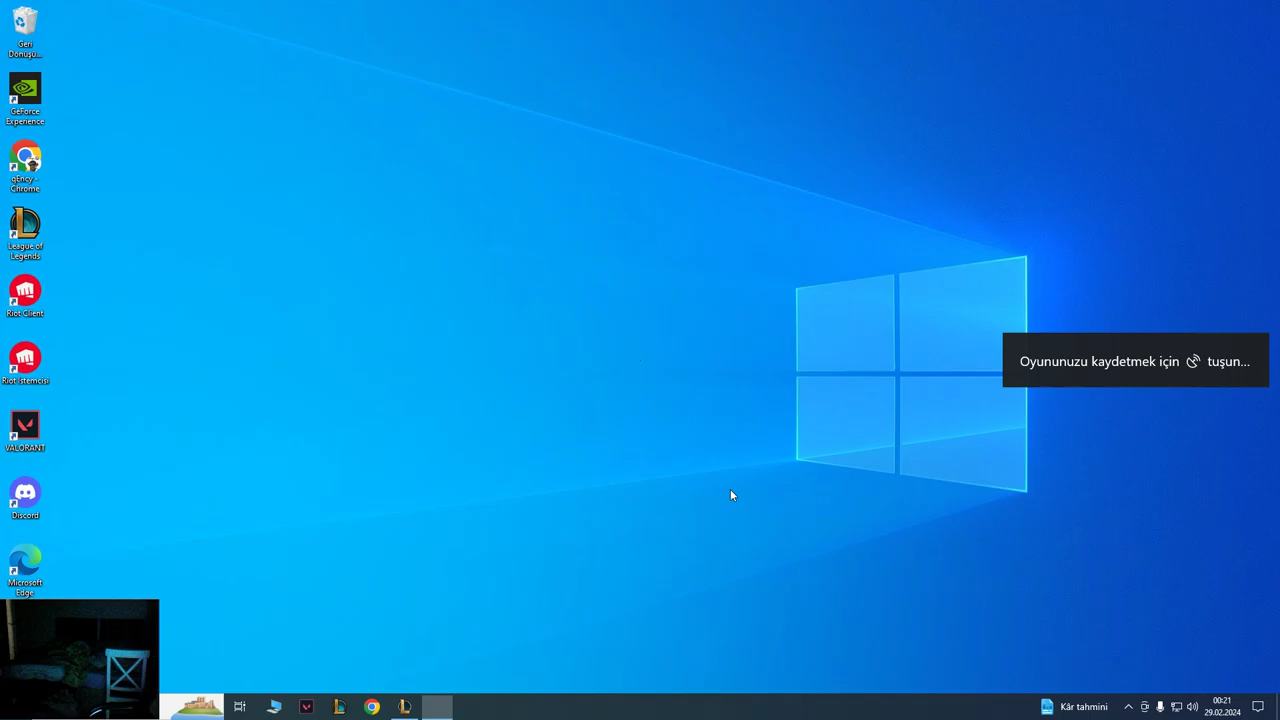 Geri
Dönüşü...
GeForce
Experience
qEncy -
Chrome
League of
Legends
Riot Client
Riot İstemcisi
VALORANT
Discord
Microsoft
Edge
Oyununuzu kaydetmek için tuşun...
Kâr tahmini
00:21
29.02.2024